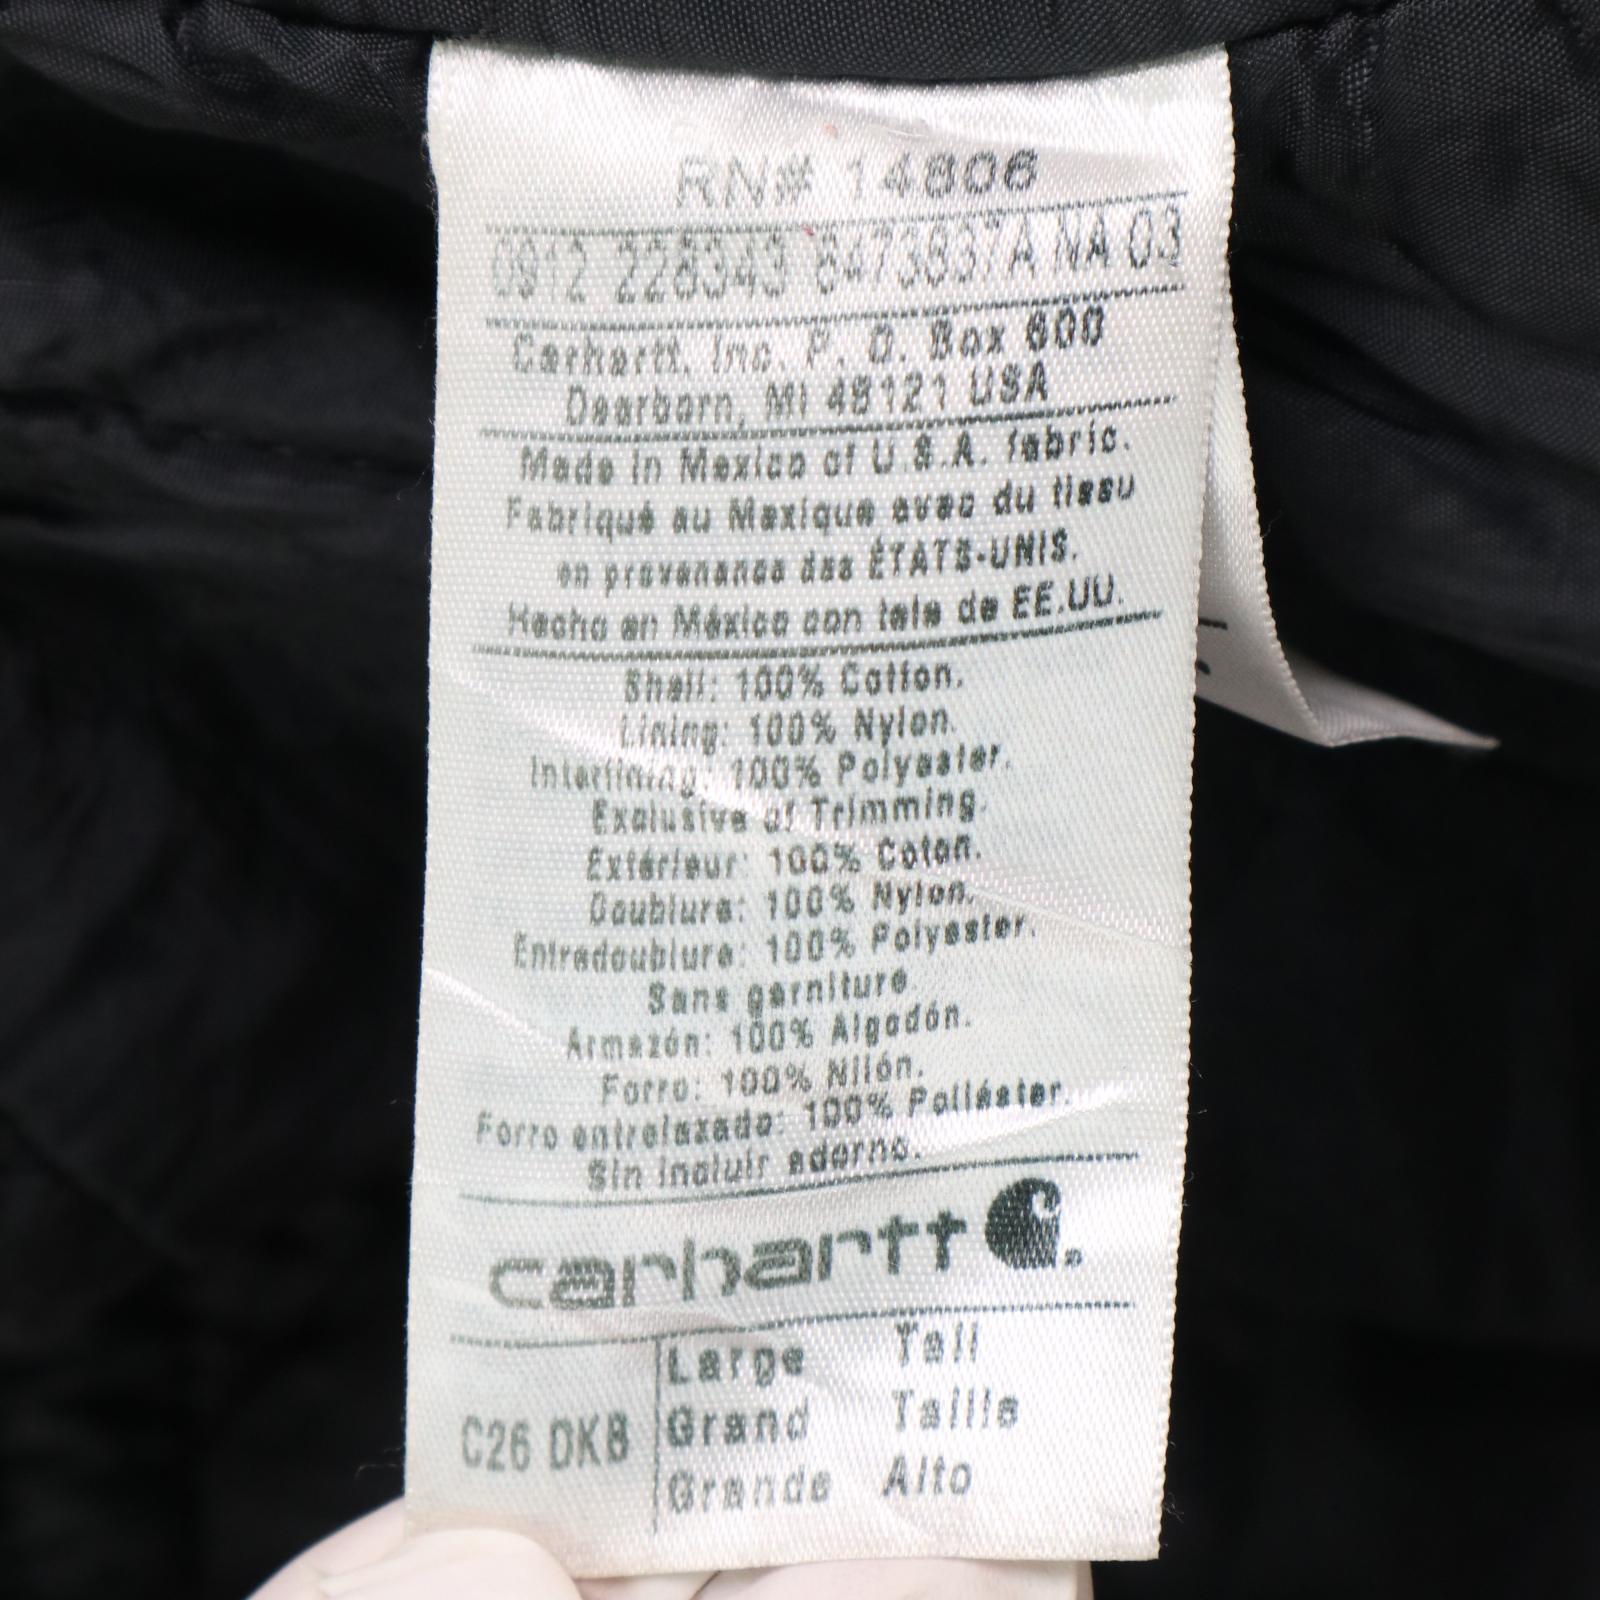 RN# 14806
0912 228343 8473837A NA 03
Carhartt, Inc. P. O. Box 600
Dearborn, MI 48121 USA
Made in Mexico of U.S.A. fabric.
Fabriqué au Mexique avec du tissu
en provenance des ÉTATS-UNIS.
Hecho en México con tela de EE.UU.
Shell: 100% Cotton.
Lining: 100% Nylon.
Interlining: 100% Polyester.
Exclusive of Trimming.
Extérieur: 100% Coton.
Doublure: 100% Nylon.
Entredoublure: 100% Polyester.
Sans garniture.
Armazón: 100% Algodón.
Forro: 100% Nilón.
Forro entrelazado: 100% Poliéster.
Sin incluir adorno.
carhartt
Large Tall
C26 DKB Grand Taille
Grande Alto